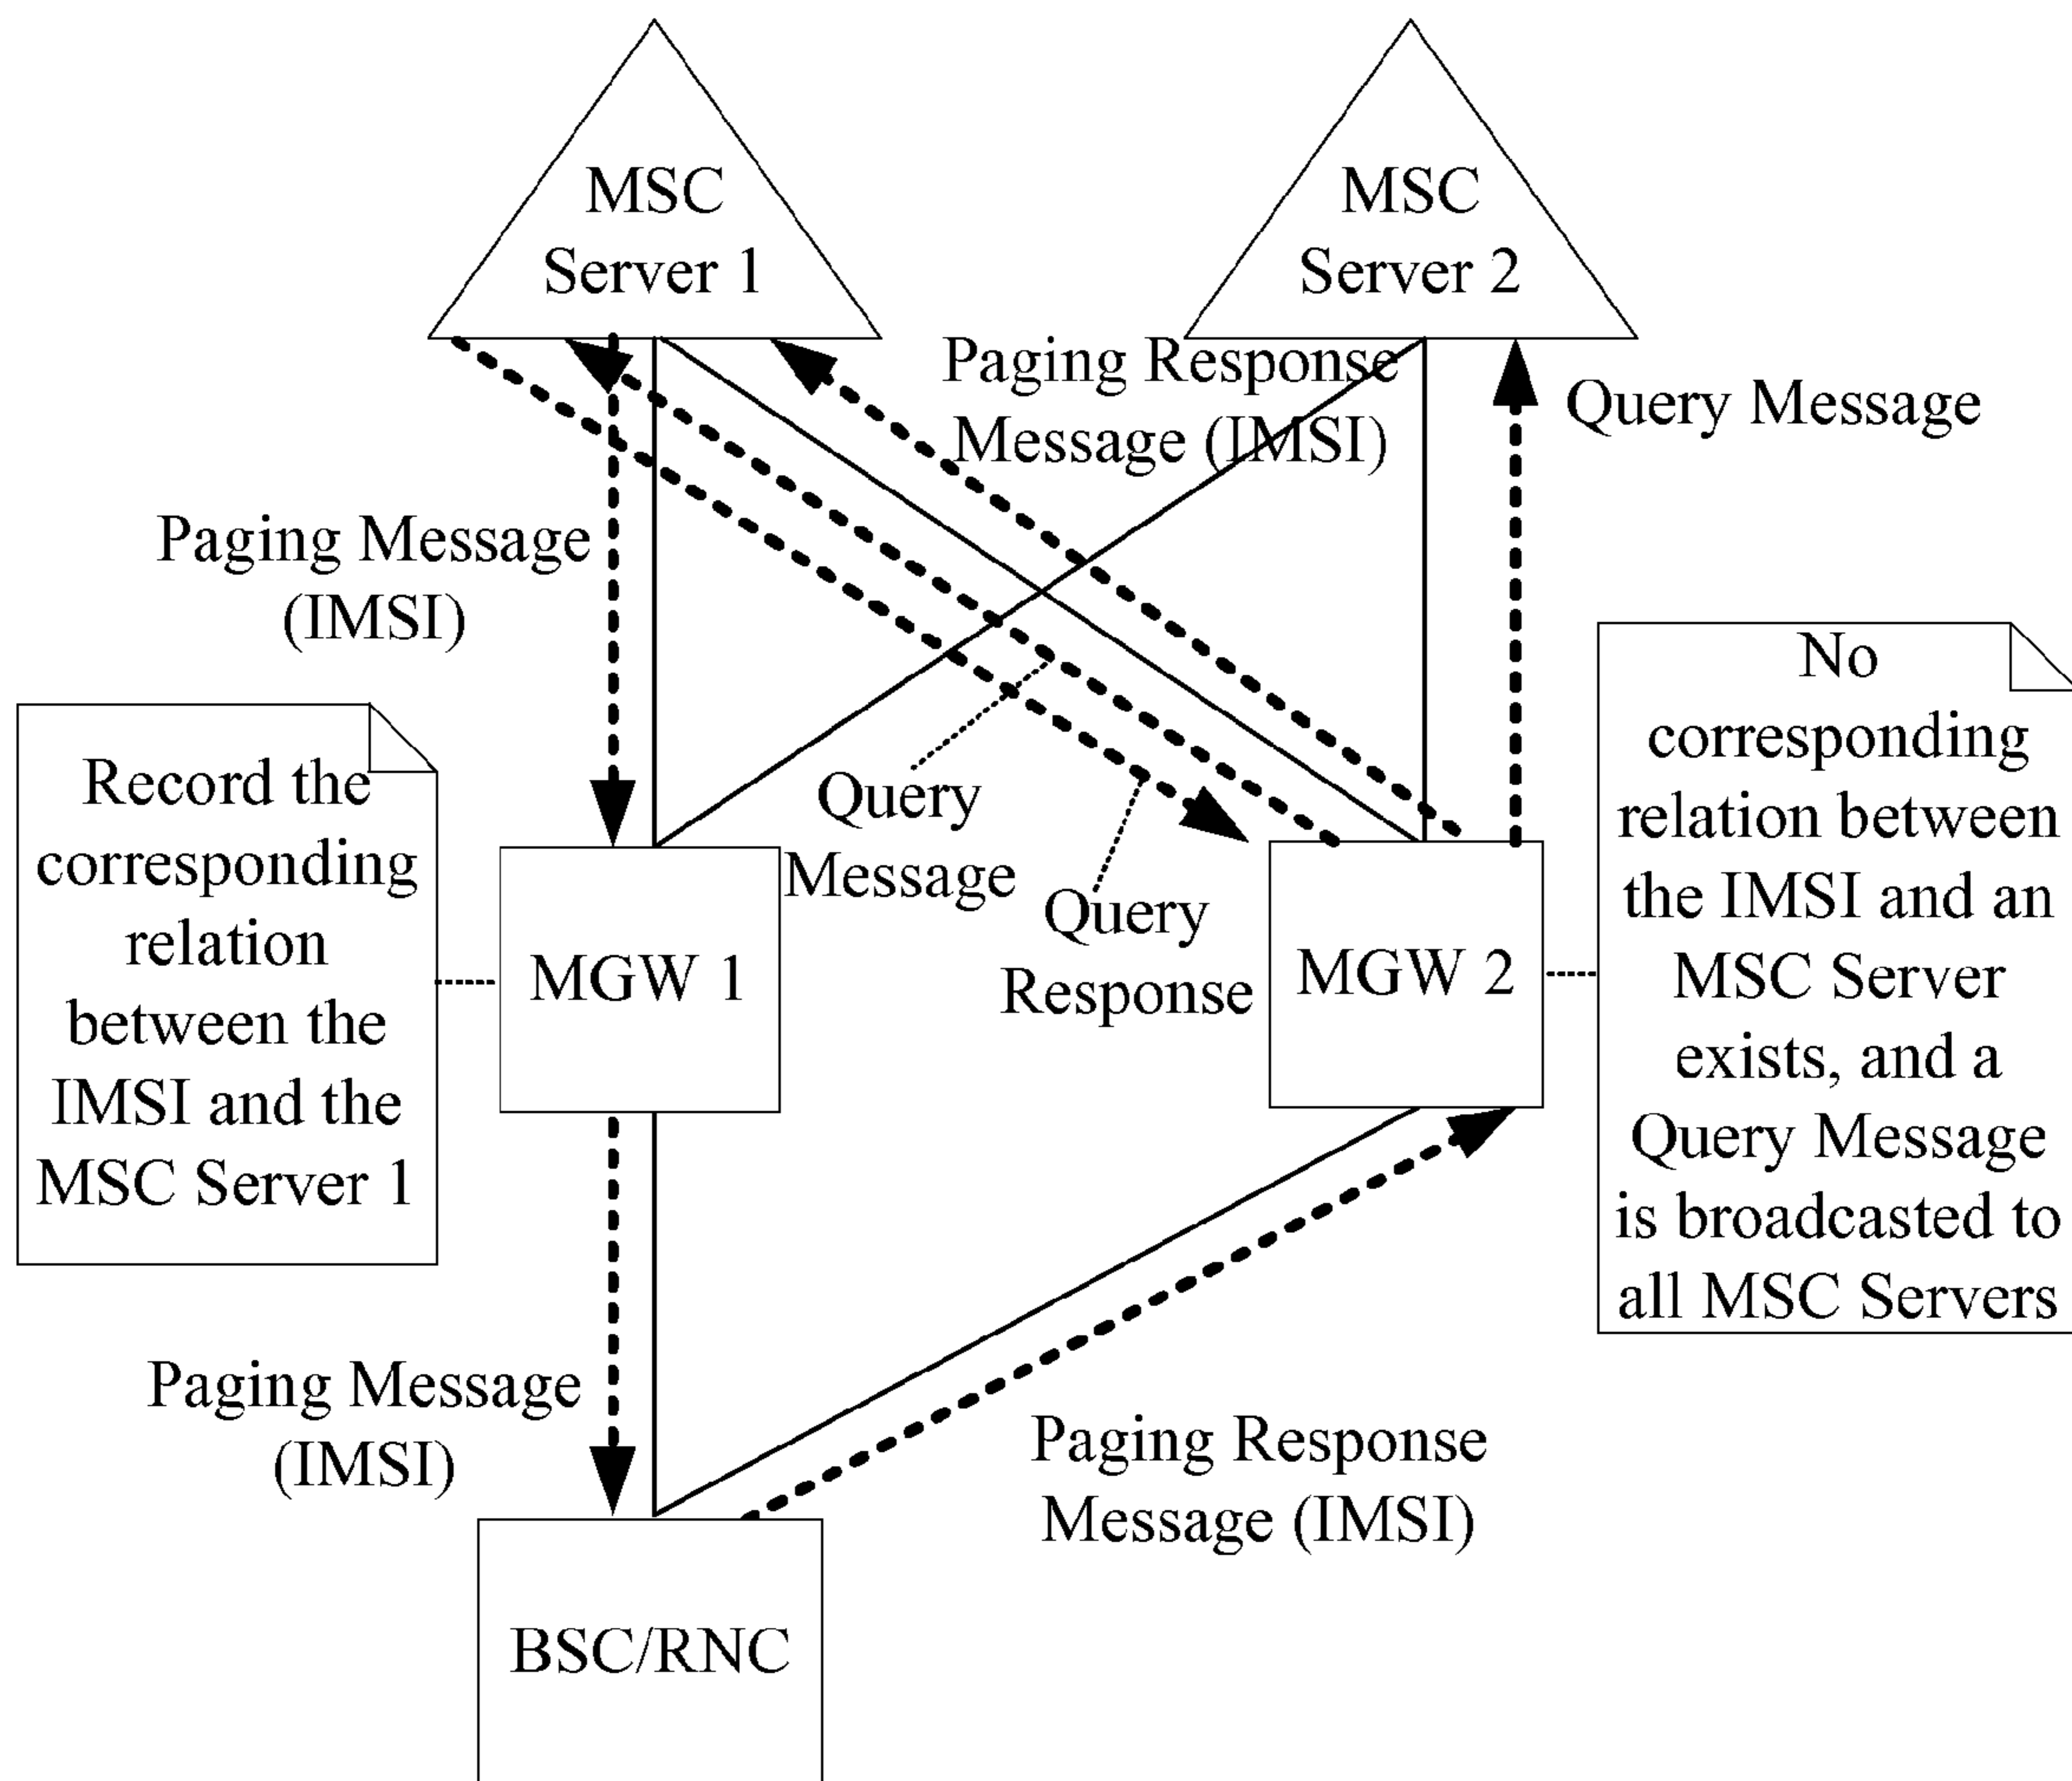 MSC
Server 1
MSC
Server 2
Paging Response
Message (IMSI)
Query Message
Paging Message
(IMSI)
Record the
corresponding
relation
between the
IMSI and the
MSC Server 1
Query
Message
Query
Response
MGW 1
MGW 2
No
corresponding
relation between
the IMSI and an
MSC Server
exists, and a
Query Message
is broadcasted to
all MSC Servers
Paging Message
(IMSI)
Paging Response
Message (IMSI)
BSC/RNC